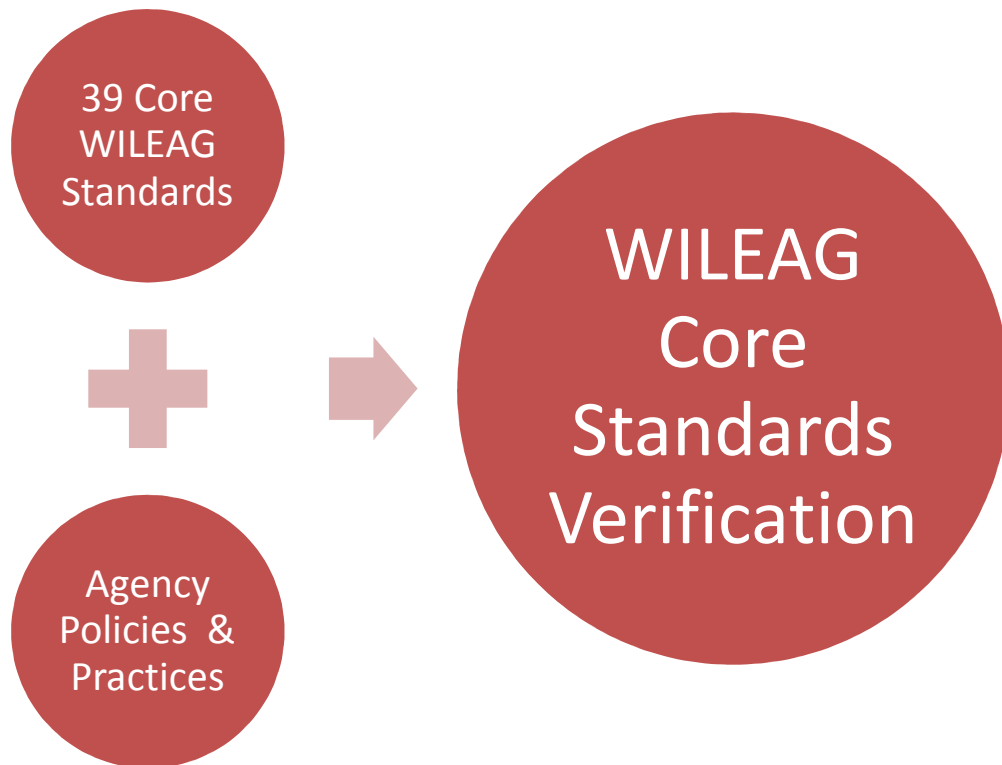 39 Core
WILEAG
Standards
Agency
Policies & 
Practices
WILEAG
Core
Standards
Verification